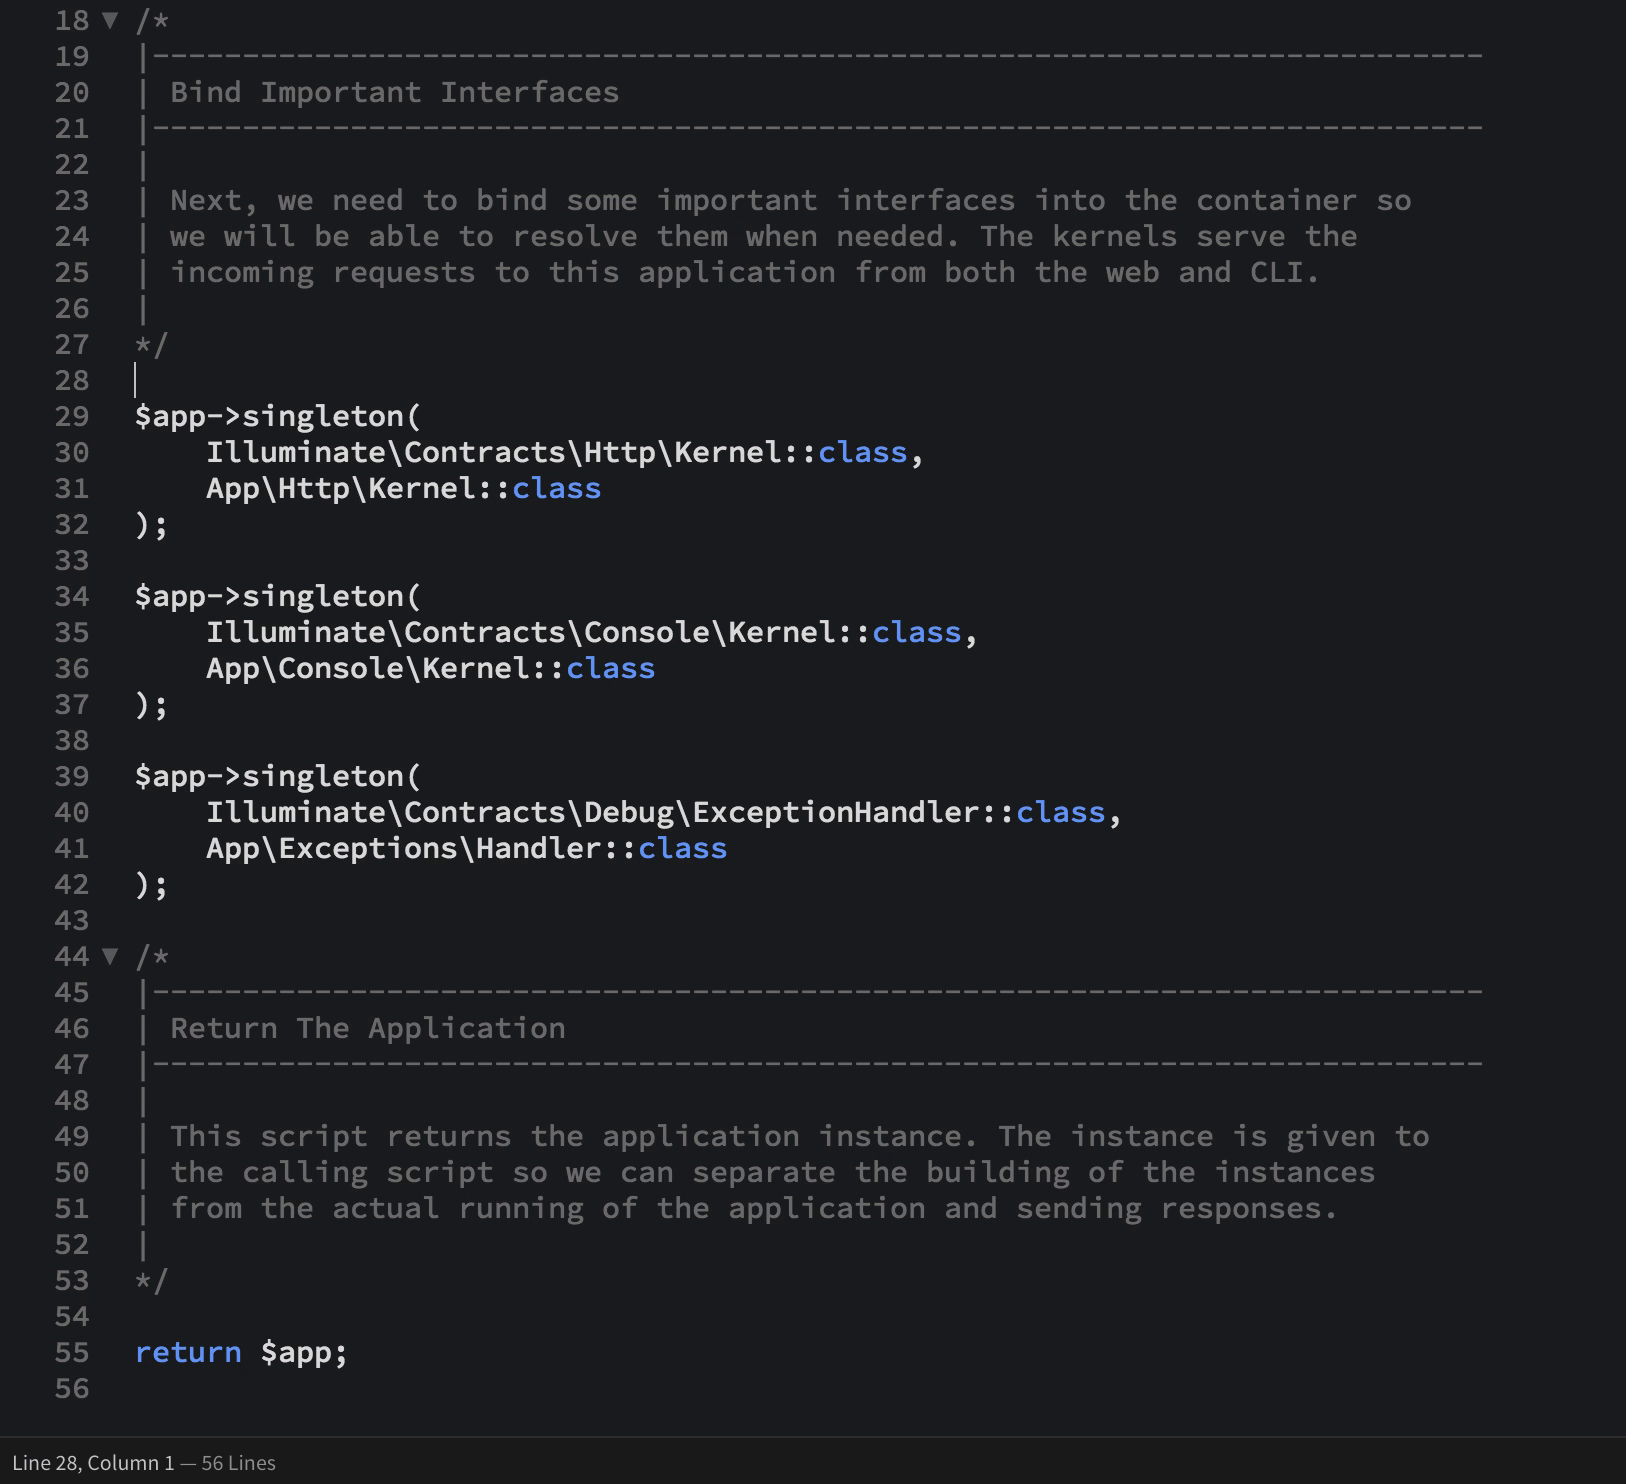 18 ▼ /*
19 |--------------------------------------------------------------------------
20 | Bind Important Interfaces
21 |--------------------------------------------------------------------------
22 |
23 | Next, we need to bind some important interfaces into the container so
24 | we will be able to resolve them when needed. The kernels serve the
25 | incoming requests to this application from both the web and CLI.
26 |
27 */
28
29 $app->singleton(
30     Illuminate\Contracts\Http\Kernel::class,
31     App\Http\Kernel::class
32 );
33
34 $app->singleton(
35     Illuminate\Contracts\Console\Kernel::class,
36     App\Console\Kernel::class
37 );
38
39 $app->singleton(
40     Illuminate\Contracts\Debug\ExceptionHandler::class,
41     App\Exceptions\Handler::class
42 );
43
44 ▼ /*
45 |--------------------------------------------------------------------------
46 | Return The Application
47 |--------------------------------------------------------------------------
48 |
49 | This script returns the application instance. The instance is given to
50 | the calling script so we can separate the building of the instances
51 | from the actual running of the application and sending responses.
52 |
53 */
54
55 return $app;
56
Line 28, Column 1 — 56 Lines